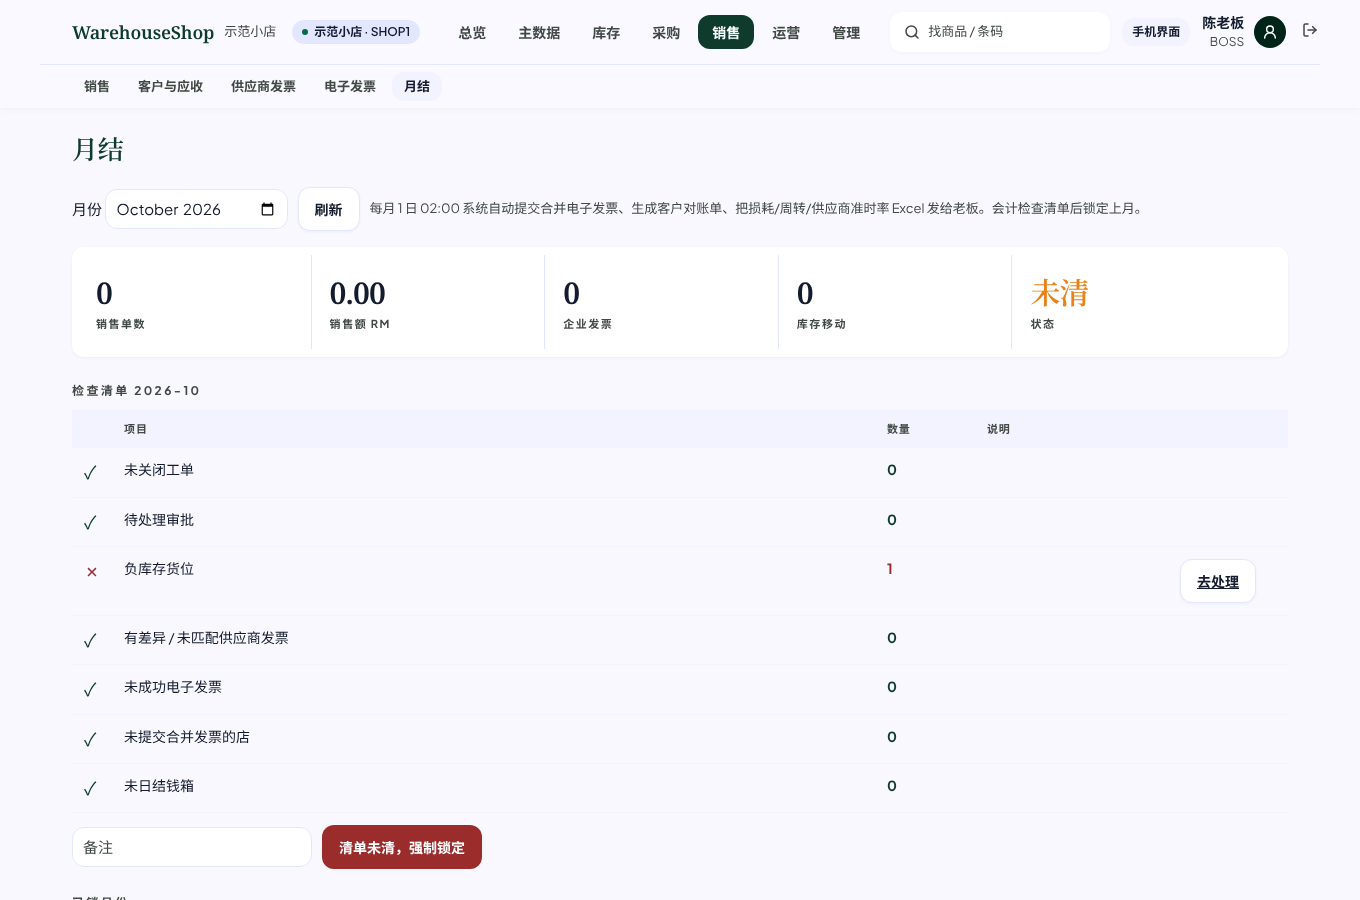 WarehouseShop 示范小店 示范小店 · SHOP1 总览 主数据 库存 采购 销售 运营 管理 找商品 / 条码 手机界面 陈老板
BOSS
销售 客户与应收 供应商发票 电子发票 月结
月结
月份 October 2026 刷新 每月 1 日 02:00 系统自动提交合并电子发票、生成客户对账单、把损耗/周转/供应商准时率 Excel 发给老板。会计检查清单后锁定上月。
0 0.00 0 0 未清
销售单数 销售额 RM 企业发票 库存移动 状态
检查清单 2026-10
项目 数量 说明
✓ 未关闭工单 0
✓ 待处理审批 0
× 负库存货位 1 去处理
✓ 有差异 / 未匹配供应商发票 0
✓ 未成功电子发票 0
✓ 未提交合并发票的店 0
✓ 未日结钱箱 0
备注 清单未清，强制锁定